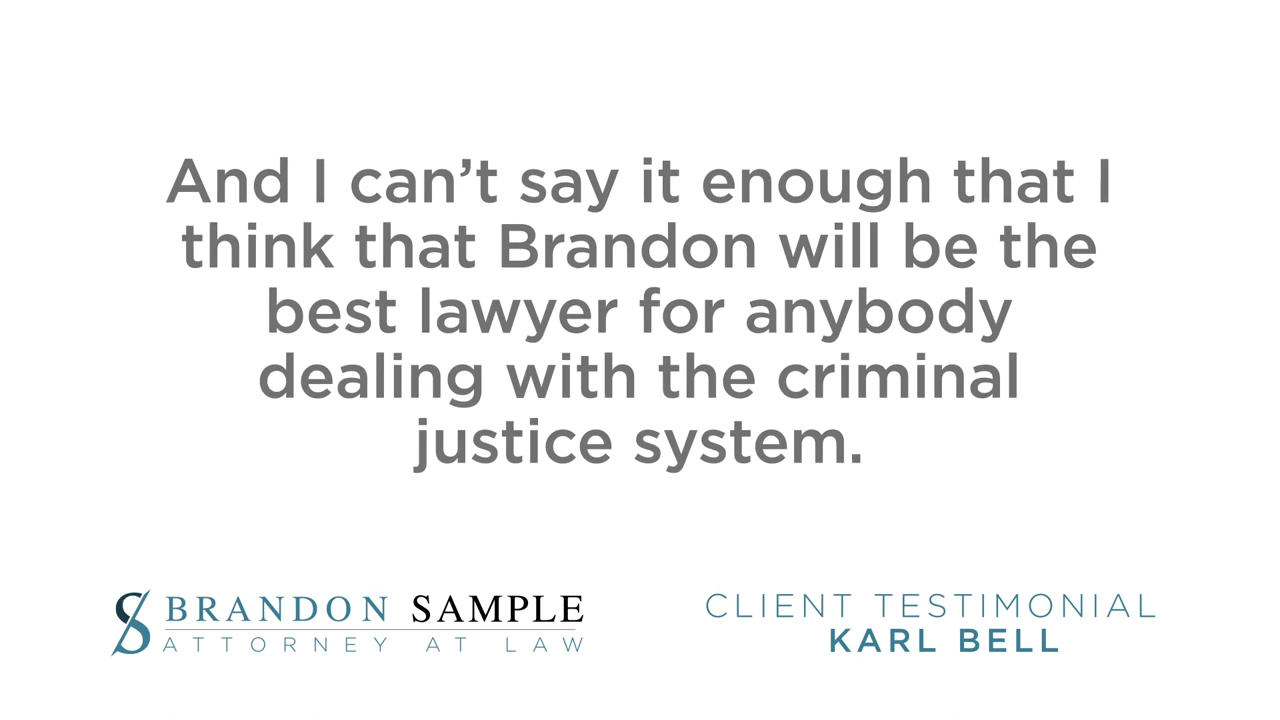 And I can’t say it enough that I
think that Brandon will be the
best lawyer for anybody
dealing with the criminal
justice system.
BRANDON SAMPLE
ATTORNEY AT LAW
CLIENT TESTIMONIAL
KARL BELL